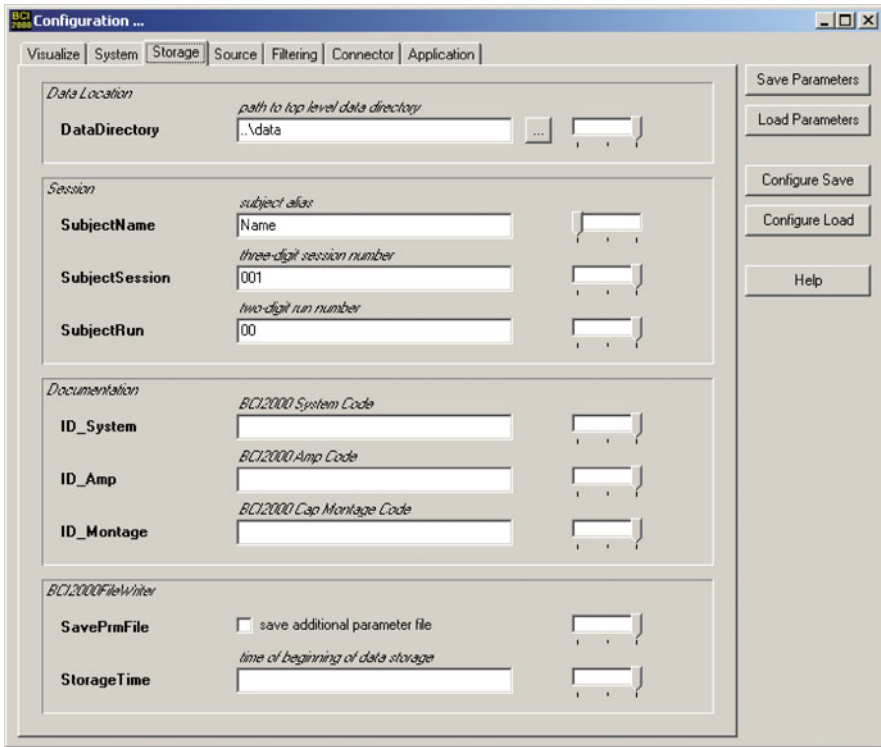 BCI 2000 Configuration ...
Visualize System Storage Source Filtering Connector Application
Data Location
path to top level data directory
DataDirectory ..\data ...
Session
subject alias
SubjectName Name
three-digit session number
SubjectSession 001
two-digit run number
SubjectRun 00
Documentation
BCI2000 System Code
ID_System
BCI2000 Amp Code
ID_Amp
BCI2000 Cap Montage Code
ID_Montage
BCI2000FileWriter
SavePrmFile save additional parameter file
time of beginning of data storage
StorageTime
Save Parameters
Load Parameters
Configure Save
Configure Load
Help